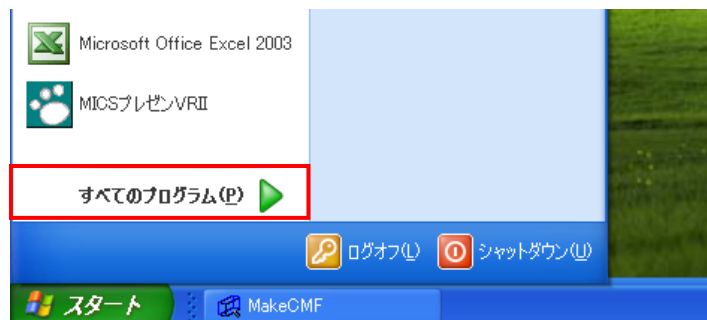 Microsoft Office Excel 2003
MICSプレゼンVRII
すべてのプログラム(P)
ログオフ(L)
シャットダウン(U)
スタート
MakeCMF